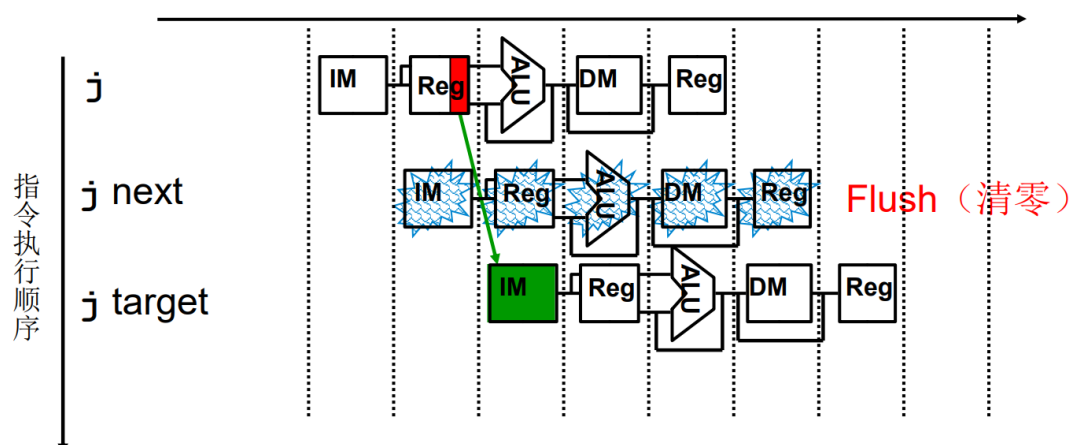 j
IM
Reg
ALU
DM
Reg
j next
IM
Reg
ALU
DM
Reg
Flush（清零）
j target
IM
Reg
ALU
DM
Reg
指令执行顺序